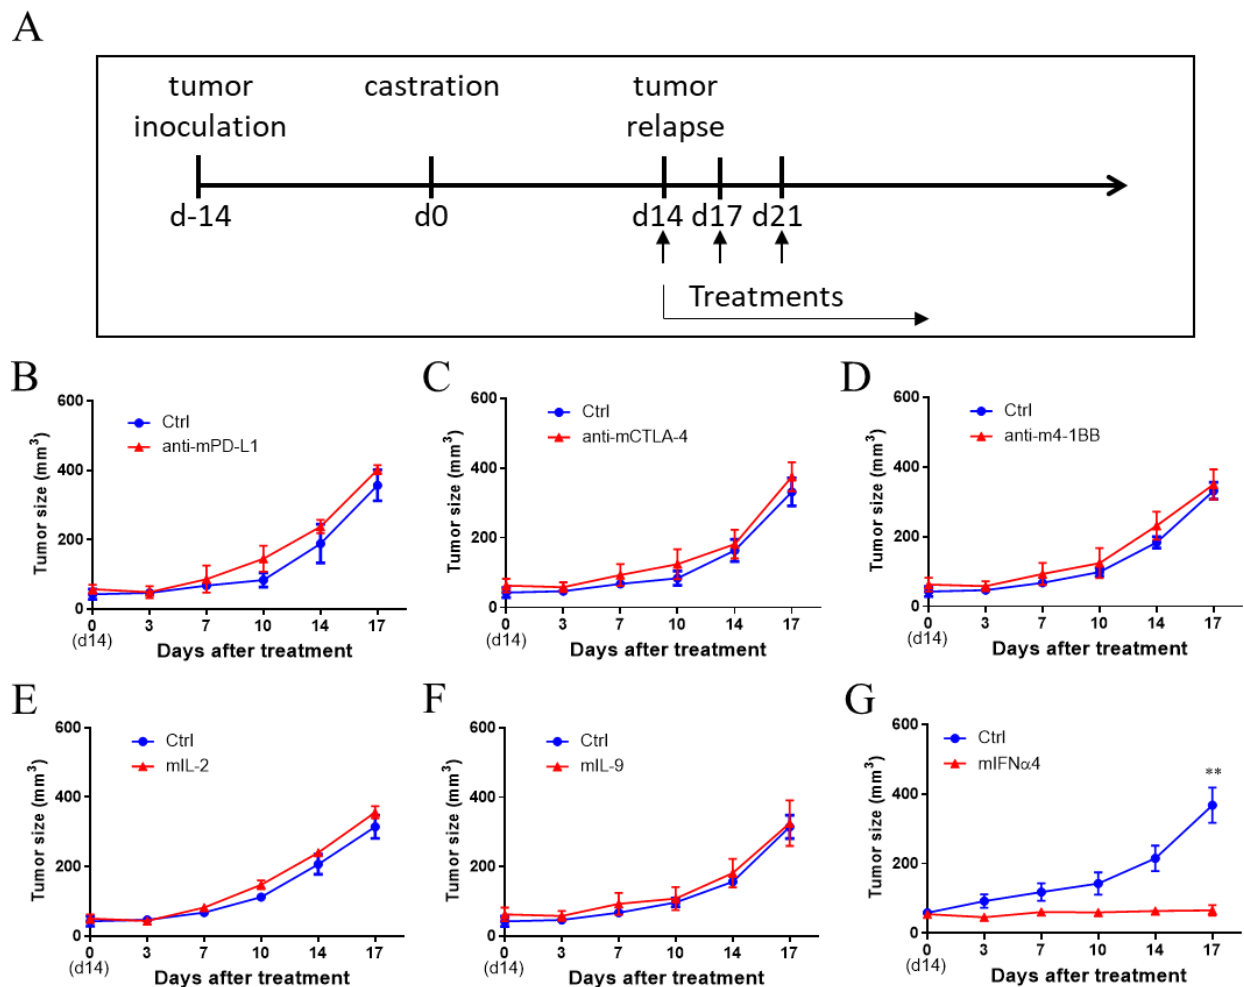 A
tumor inoculation
castration
tumor relapse
d-14
d0
d14
d17
d21
Treatments
B
600
400
200
0
Tumor size (mm³)
Ctrl
anti-mPD-L1
0 3 7 10 14 17
(d14)
Days after treatment
C
600
400
200
0
Tumor size (mm³)
Ctrl
anti-mCTLA-4
0 3 7 10 14 17
(d14)
Days after treatment
D
600
400
200
0
Tumor size (mm³)
Ctrl
anti-m4-1BB
0 3 7 10 14 17
(d14)
Days after treatment
E
600
400
200
0
Tumor size (mm³)
Ctrl
mIL-2
0 3 7 10 14 17
(d14)
Days after treatment
F
600
400
200
0
Tumor size (mm³)
Ctrl
mIL-9
0 3 7 10 14 17
(d14)
Days after treatment
G
600
400
200
0
Tumor size (mm³)
Ctrl
mIFNα4
**
0 3 7 10 14 17
(d14)
Days after treatment